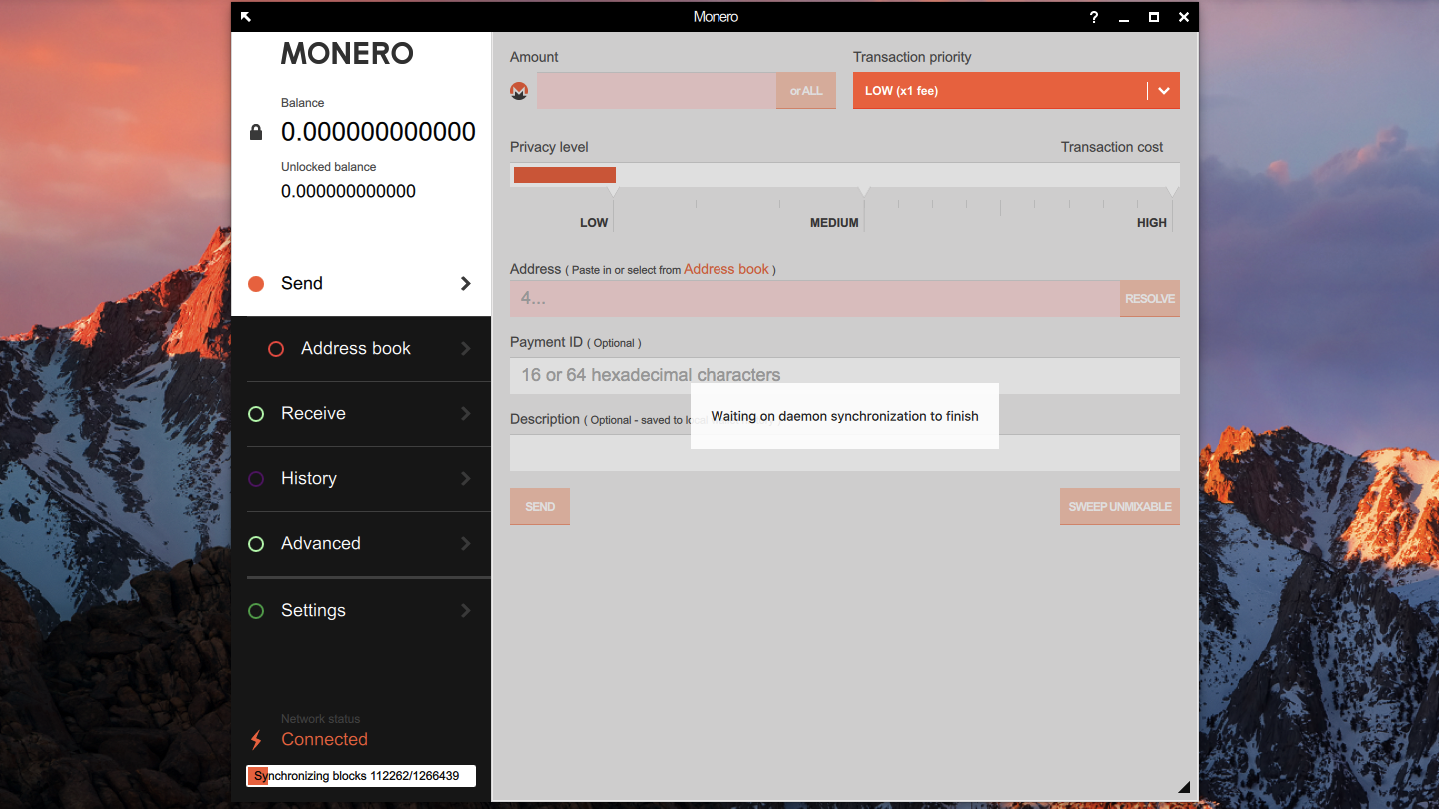 Monero
?
MONERO
Balance
0.000000000000
Unlocked balance
0.000000000000
Send
Address book
Receive
History
Advanced
Settings
Network status
Connected
Synchronizing blocks 112262/1266439
Amount
or ALL
Transaction priority
LOW (x1 fee)
Privacy level
Transaction cost
LOW
MEDIUM
HIGH
Address ( Paste in or select from Address book )
4...
RESOLVE
Payment ID ( Optional )
16 or 64 hexadecimal characters
Description ( Optional - saved to local
Waiting on daemon synchronization to finish
SEND
SWEEP UNMIXABLE